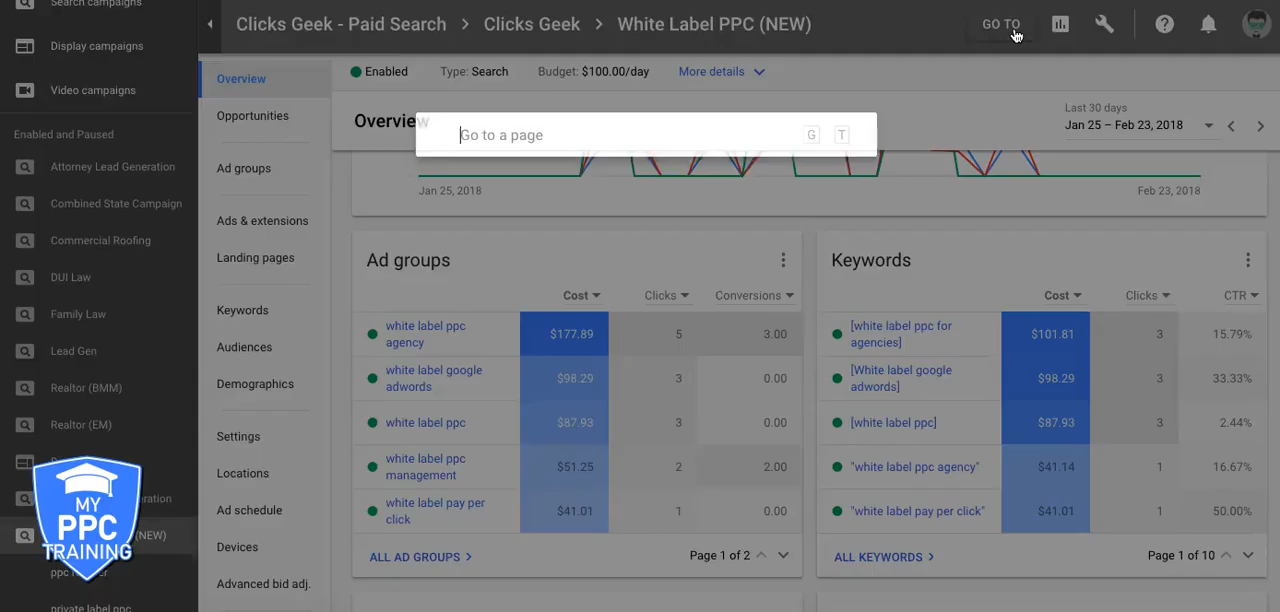 Search campaigns
Display campaigns
Video campaigns
Enabled and Paused
Attorney Lead Generation
Combined State Campaign
Commercial Roofing
DUI Law
Family Law
Lead Gen
Realtor (BMM)
Realtor (EM)
(NEW)
private label ppc
MY
PPC
TRAINING
Clicks Geek - Paid Search > Clicks Geek > White Label PPC (NEW)
GO TO
Overview
Opportunities
Ad groups
Ads & extensions
Landing pages
Keywords
Audiences
Demographics
Settings
Locations
Ad schedule
Devices
Advanced bid adj.
Enabled Type: Search Budget: $100.00/day More details
Overview
Go to a page G T
Last 30 days
Jan 25 – Feb 23, 2018
Jan 25, 2018 Feb 23, 2018
Ad groups
Cost Clicks Conversions
white label ppc
agency $177.89 5 3.00
white label google
adwords $98.29 3 0.00
white label ppc $87.93 3 0.00
white label ppc
management $51.25 2 2.00
white label pay per
click $41.01 1 0.00
ALL AD GROUPS > Page 1 of 2
Keywords
Cost Clicks CTR
[white label ppc for
agencies] $101.81 3 15.79%
[White label google
adwords] $98.29 3 33.33%
[white label ppc] $87.93 3 2.44%
"white label ppc agency" $41.14 1 16.67%
"white label pay per click" $41.01 1 50.00%
ALL KEYWORDS > Page 1 of 10